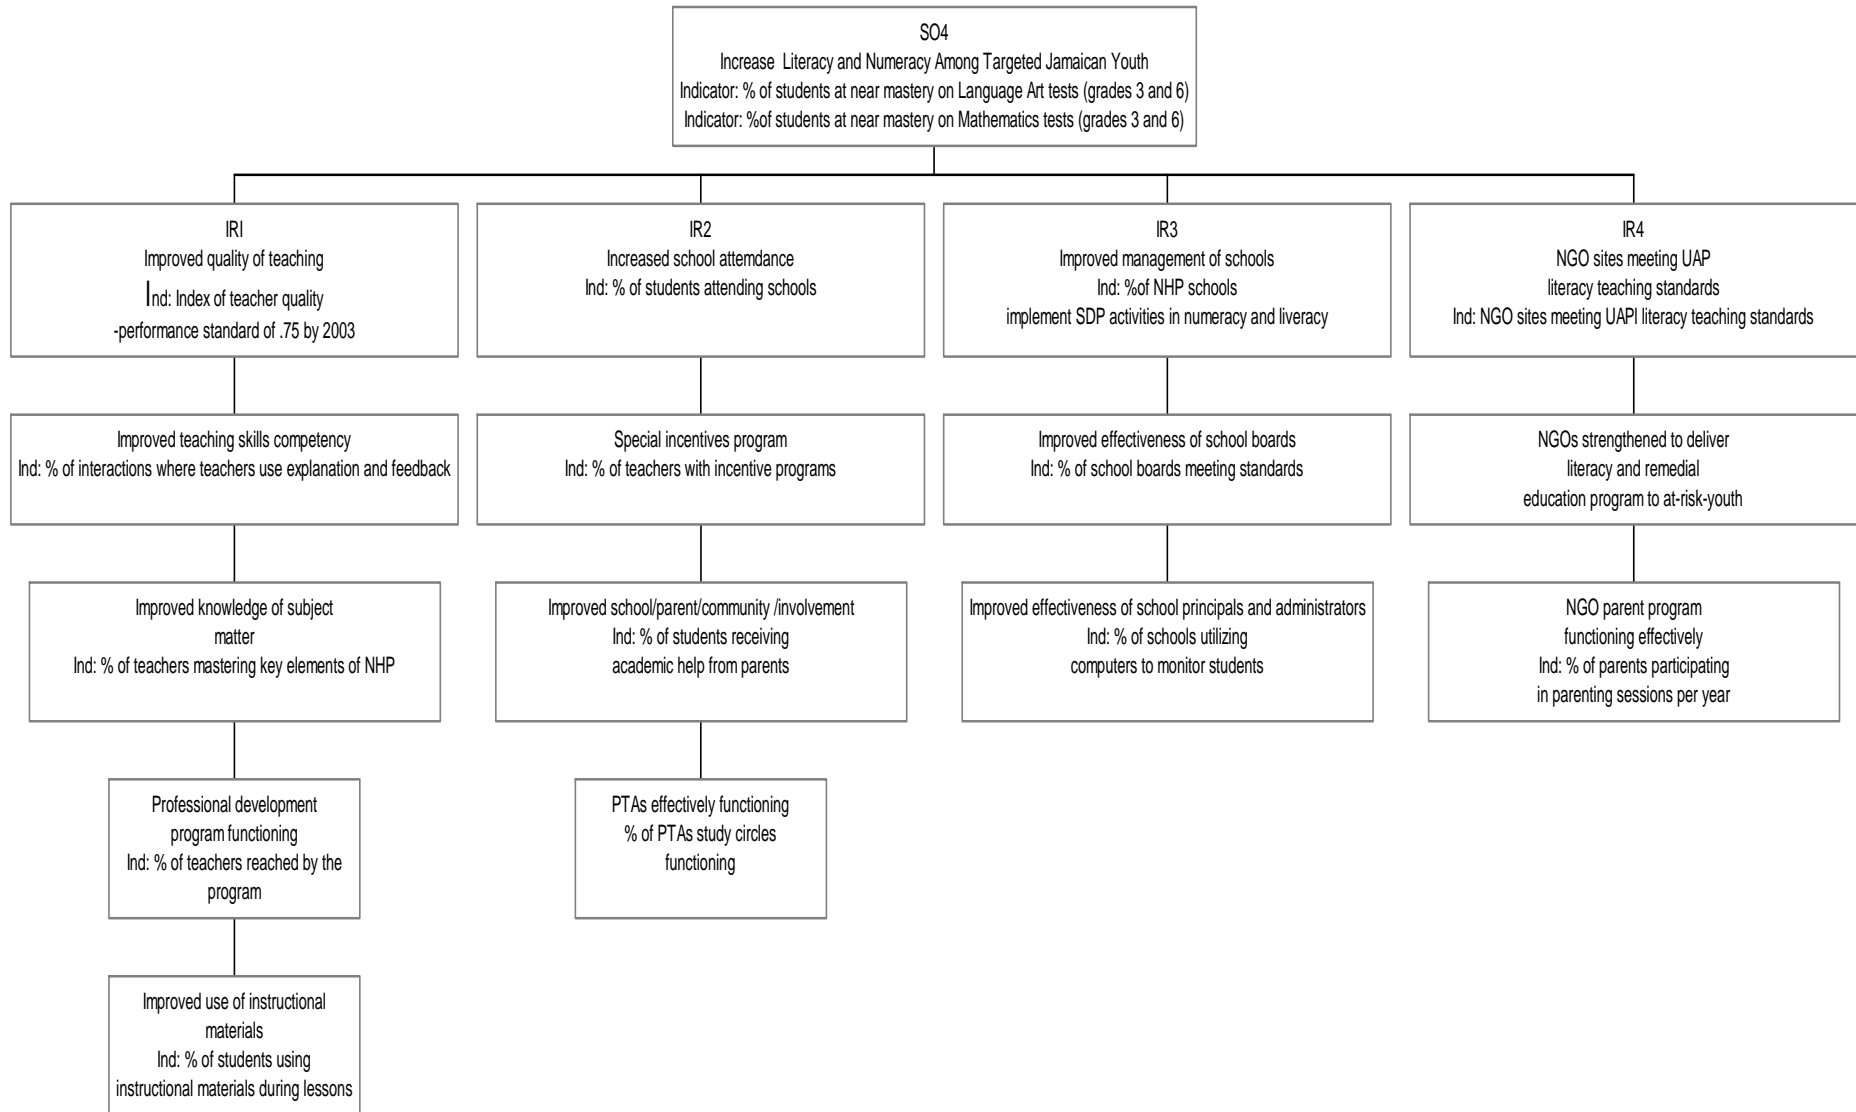 SO4
Increase Literacy and Numeracy Among Targeted Jamaican Youth
Indicator: % of students at near mastery on Language Art tests (grades 3 and 6)
Indicator: %of students at near mastery on Mathematics tests (grades 3 and 6)
IRI
Improved quality of teaching
Ind: Index of teacher quality
-performance standard of .75 by 2003
IR2
Increased school attemdance
Ind: % of students attending schools
IR3
Improved management of schools
Ind: %of NHP schools
implement SDP activities in numeracy and liveracy
IR4
NGO sites meeting UAP
literacy teaching standards
Ind: NGO sites meeting UAPI literacy teaching standards
Improved teaching skills competency
Ind: % of interactions where teachers use explanation and feedback
Special incentives program
Ind: % of teachers with incentive programs
Improved effectiveness of school boards
Ind: % of school boards meeting standards
NGOs strengthened to deliver
literacy and remedial
education program to at-risk-youth
Improved knowledge of subject
matter
Ind: % of teachers mastering key elements of NHP
Improved school/parent/community /involvement
Ind: % of students receiving
academic help from parents
Improved effectiveness of school principals and administrators
Ind: % of schools utilizing
computers to monitor students
NGO parent program
functioning effectively
Ind: % of parents participating
in parenting sessions per year
Professional development
program functioning
Ind: % of teachers reached by the
program
PTAs effectively functioning
% of PTAs study circles
functioning
Improved use of instructional
materials
Ind: % of students using
instructional materials during lessons